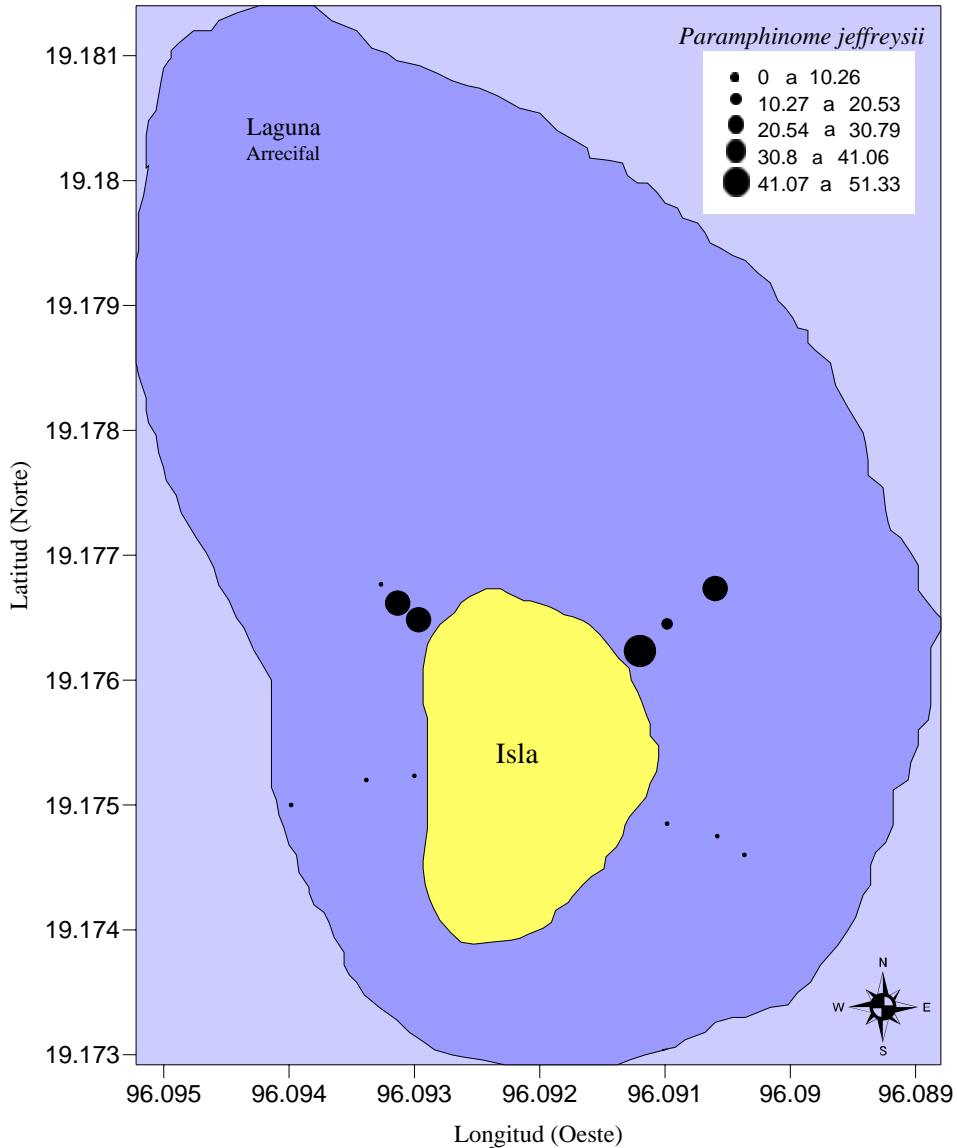 Paramphinome jeffreysii
0 a 10.26
10.27 a 20.53
20.54 a 30.79
30.8 a 41.06
41.07 a 51.33
Laguna
Arrecifal
Isla
N
W E
S
Latitud (Norte)
19.181
19.18
19.179
19.178
19.177
19.176
19.175
19.174
19.173
96.095 96.094 96.093 96.092 96.091 96.09 96.089
Longitud (Oeste)